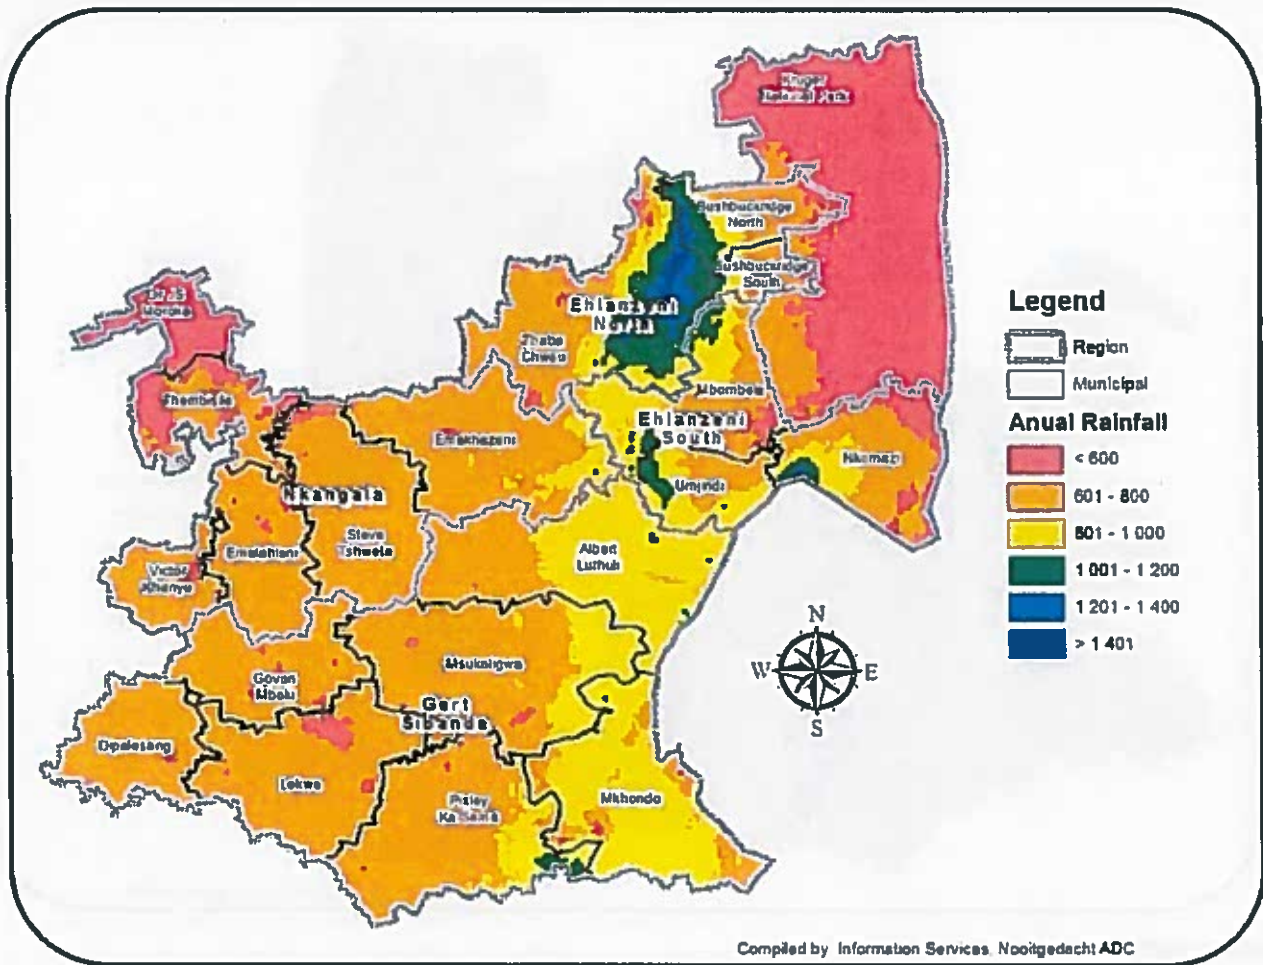 Kruger
National Park
Bushbuckridge
North
Bushbuckridge
South
Ehlanzeni
North
Thaba
Chweu
Mbombela
Ehlanzeni
South
Umjindi
Nkomazi
Thembisile
Emakhazeni
Nkangala
Steve
Tshwete
Emalahleni
Victor
Khanye
Albert
Luthuli
Govan
Mbeki
Msukaligwa
Gert
Sibande
Dipaleseng
Lekwa
Pixley
Ka Seme
Mkhondo
Legend
Region
Municipal
Anual Rainfall
< 600
601 - 800
801 - 1 000
1 001 - 1 200
1 201 - 1 400
> 1 401
N
W
E
S
Compiled by Information Services, Nooitgedacht ADC